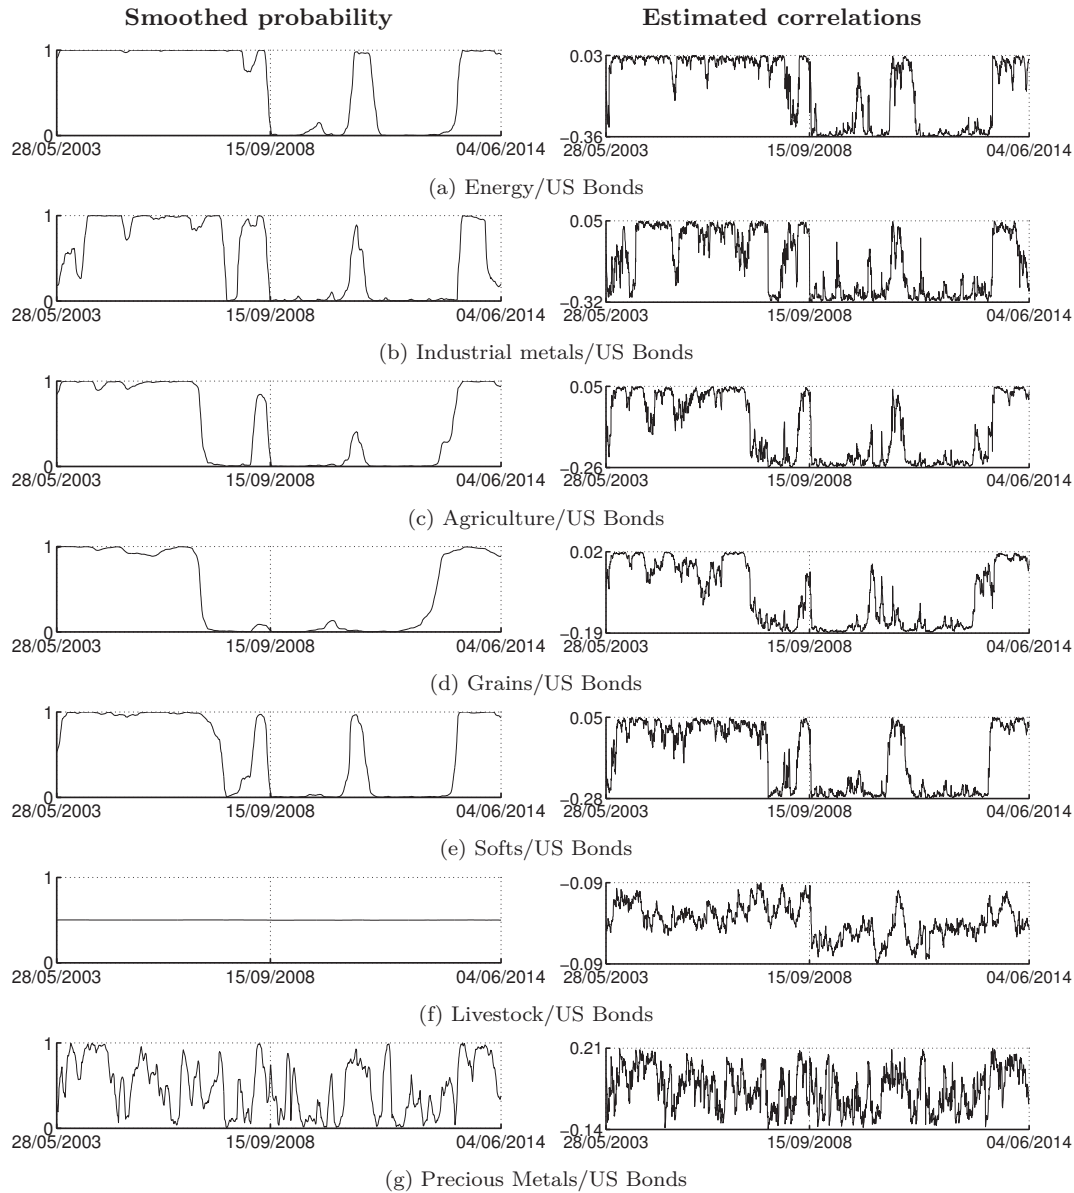 Smoothed probability Estimated correlations
1 0.03
0 −0.36
28/05/2003 15/09/2008 04/06/2014 28/05/2003 15/09/2008 04/06/2014
(a) Energy/US Bonds
1 0.05
0 −0.32
28/05/2003 15/09/2008 04/06/2014 28/05/2003 15/09/2008 04/06/2014
(b) Industrial metals/US Bonds
1 0.05
0 −0.26
28/05/2003 15/09/2008 04/06/2014 28/05/2003 15/09/2008 04/06/2014
(c) Agriculture/US Bonds
1 0.02
0 −0.19
28/05/2003 15/09/2008 04/06/2014 28/05/2003 15/09/2008 04/06/2014
(d) Grains/US Bonds
1 0.05
0 −0.28
28/05/2003 15/09/2008 04/06/2014 28/05/2003 15/09/2008 04/06/2014
(e) Softs/US Bonds
1 −0.09
0 −0.09
28/05/2003 15/09/2008 04/06/2014 28/05/2003 15/09/2008 04/06/2014
(f) Livestock/US Bonds
1 0.21
0 −0.14
28/05/2003 15/09/2008 04/06/2014 28/05/2003 15/09/2008 04/06/2014
(g) Precious Metals/US Bonds